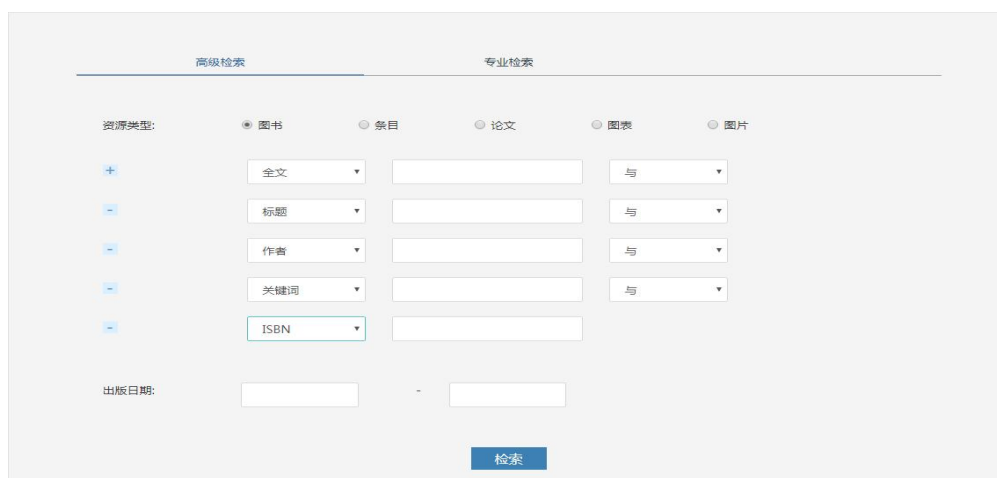 高级检索 专业检索
资源类型: 图书 条目 论文 图表 图片
+ 全文 与
- 标题 与
- 作者 与
- 关键词 与
- ISBN
出版日期: -
检索